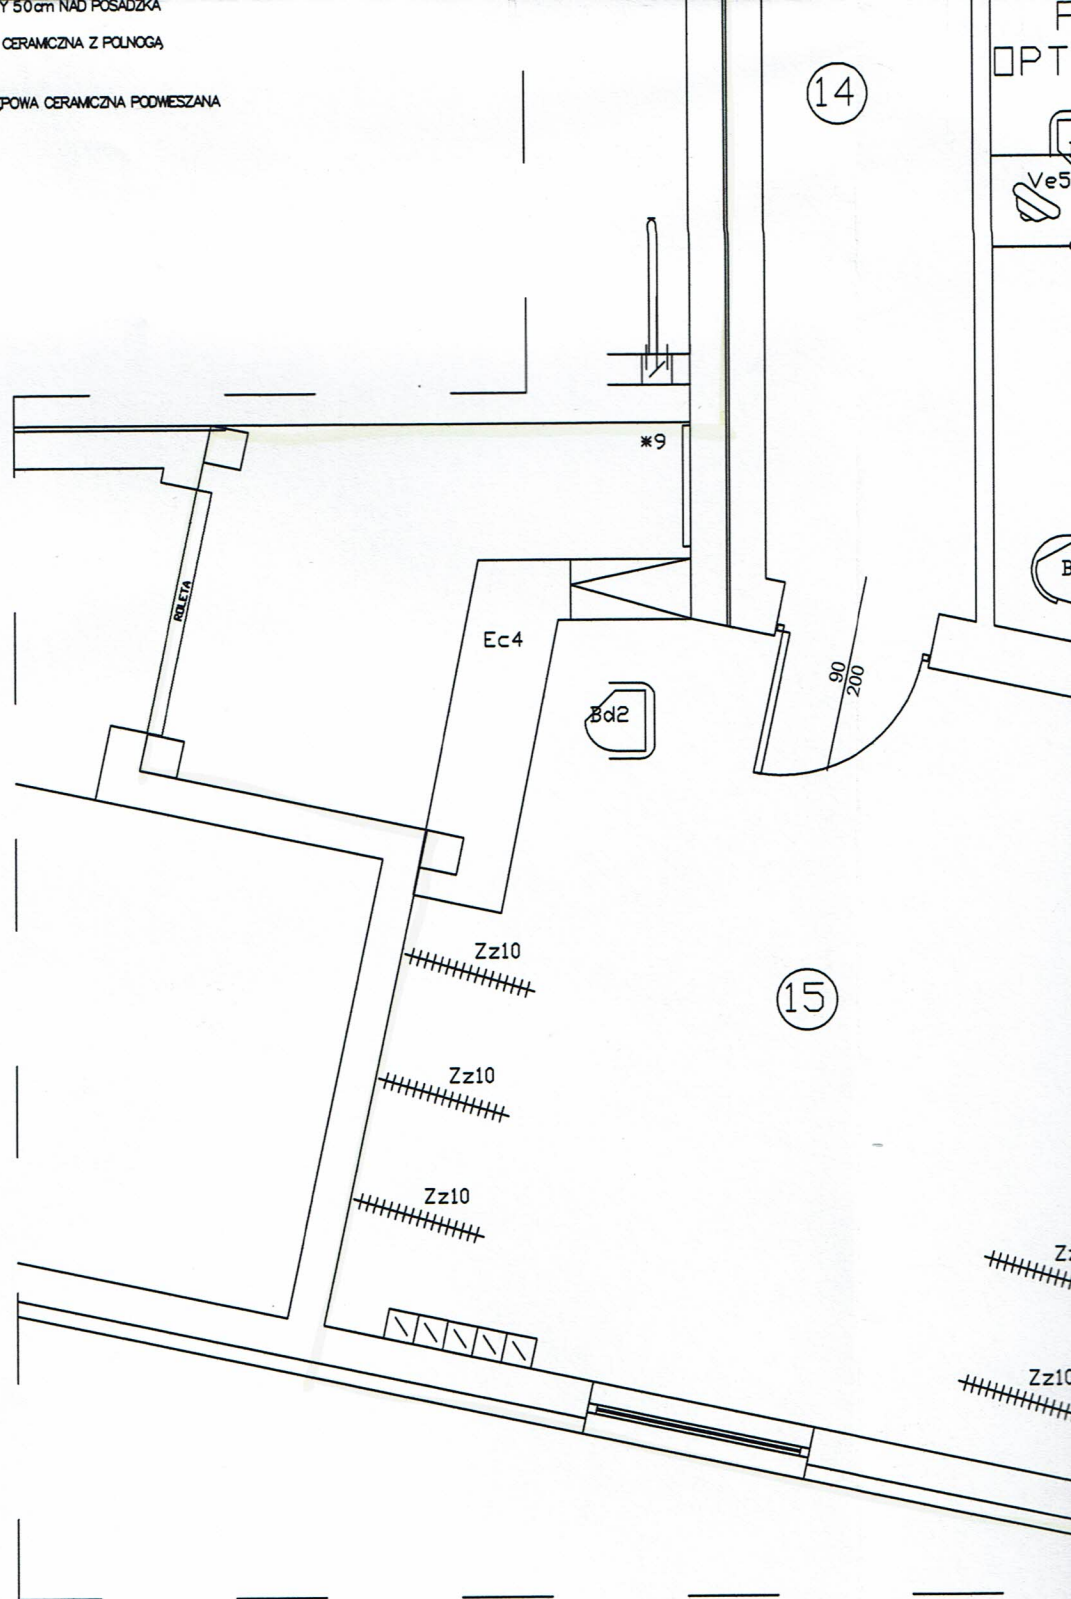 Y 50cm NAD POSADZKA
CERAMICZNA Z POLNOGĄ
POWA CERAMICZNA PODWIESZANA
14
OPT
Ve5
*9
ROLETA
Ec4
90
200
Bd2
Zz10
15
Zz10
Zz10
Zz10